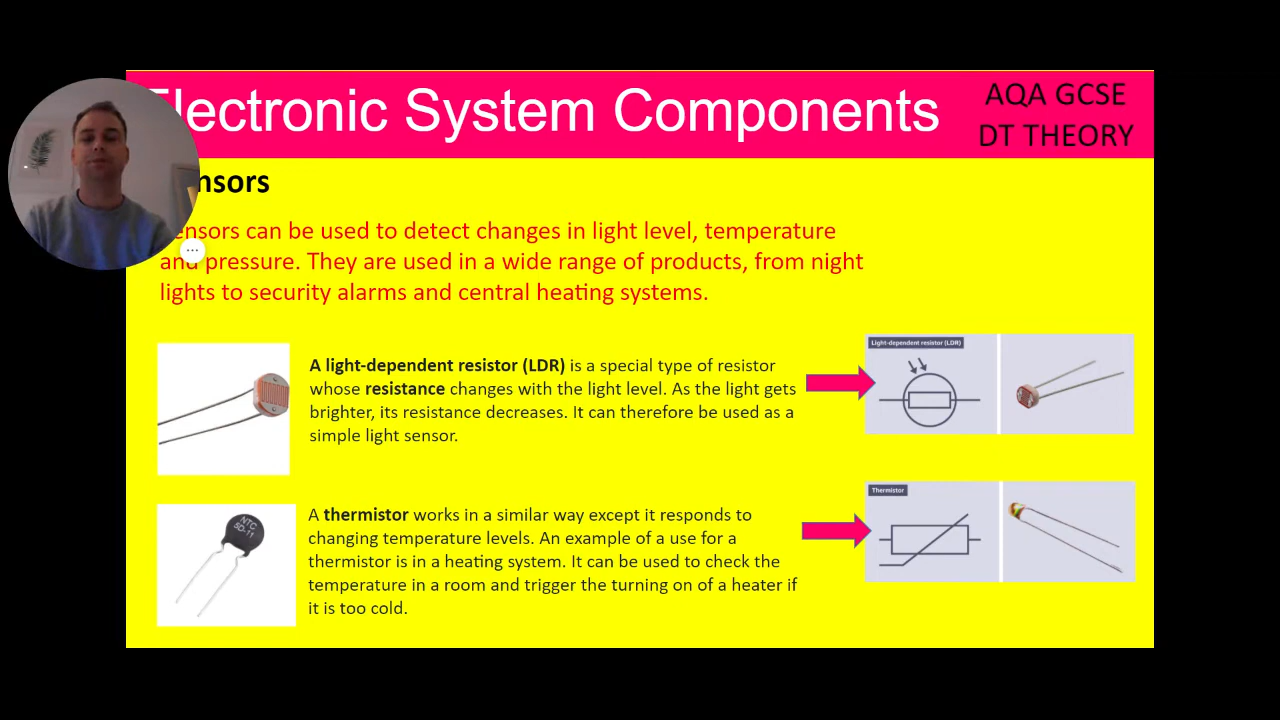 Electronic System Components
AQA GCSE
DT THEORY
nsors
ensors can be used to detect changes in light level, temperature
and pressure. They are used in a wide range of products, from night
lights to security alarms and central heating systems.
A light-dependent resistor (LDR) is a special type of resistor
whose resistance changes with the light level. As the light gets
brighter, its resistance decreases. It can therefore be used as a
simple light sensor.
Light-dependent resistor (LDR)
NTC
5D-11
A thermistor works in a similar way except it responds to
changing temperature levels. An example of a use for a
thermistor is in a heating system. It can be used to check the
temperature in a room and trigger the turning on of a heater if
it is too cold.
Thermistor